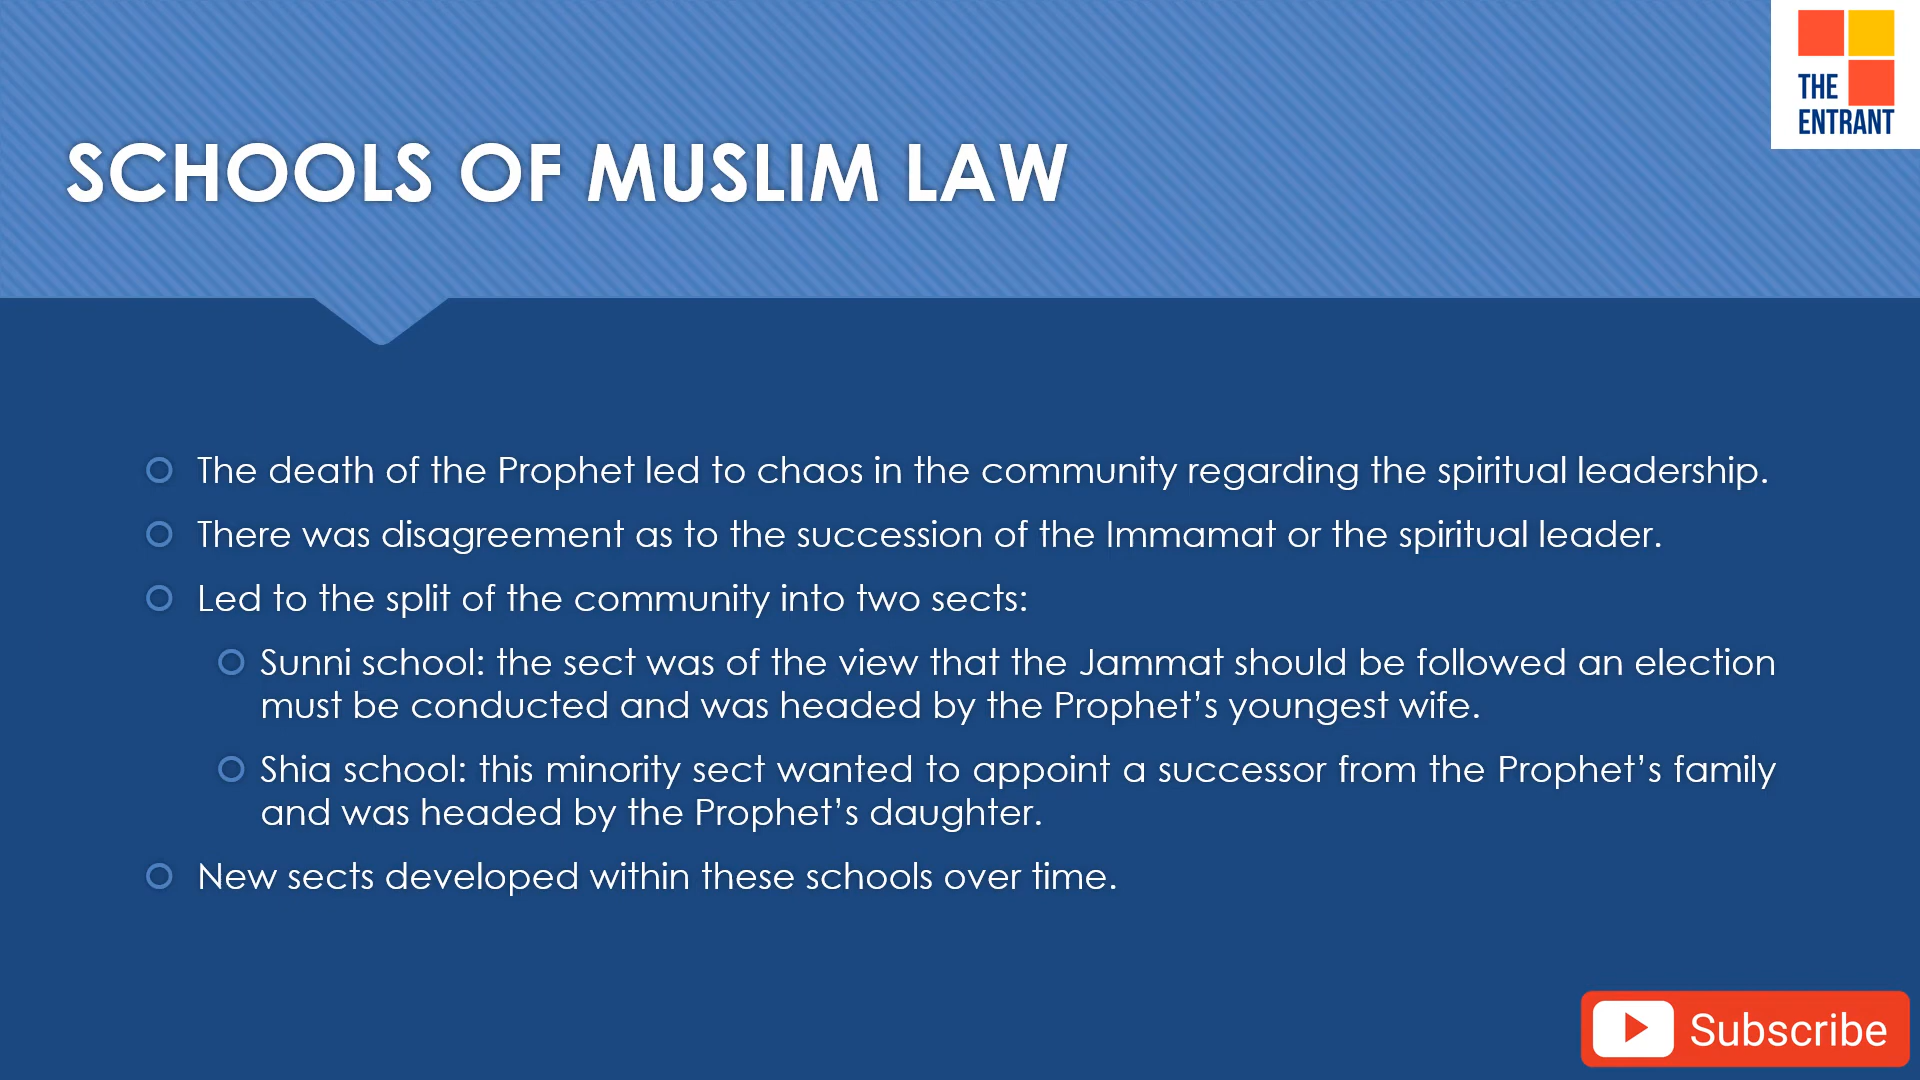 THE
ENTRANT
SCHOOLS OF MUSLIM LAW
The death of the Prophet led to chaos in the community regarding the spiritual leadership.
There was disagreement as to the succession of the Immamat or the spiritual leader.
Led to the split of the community into two sects:
Sunni school: the sect was of the view that the Jammat should be followed an election
must be conducted and was headed by the Prophet’s youngest wife.
Shia school: this minority sect wanted to appoint a successor from the Prophet’s family
and was headed by the Prophet’s daughter.
New sects developed within these schools over time.
Subscribe